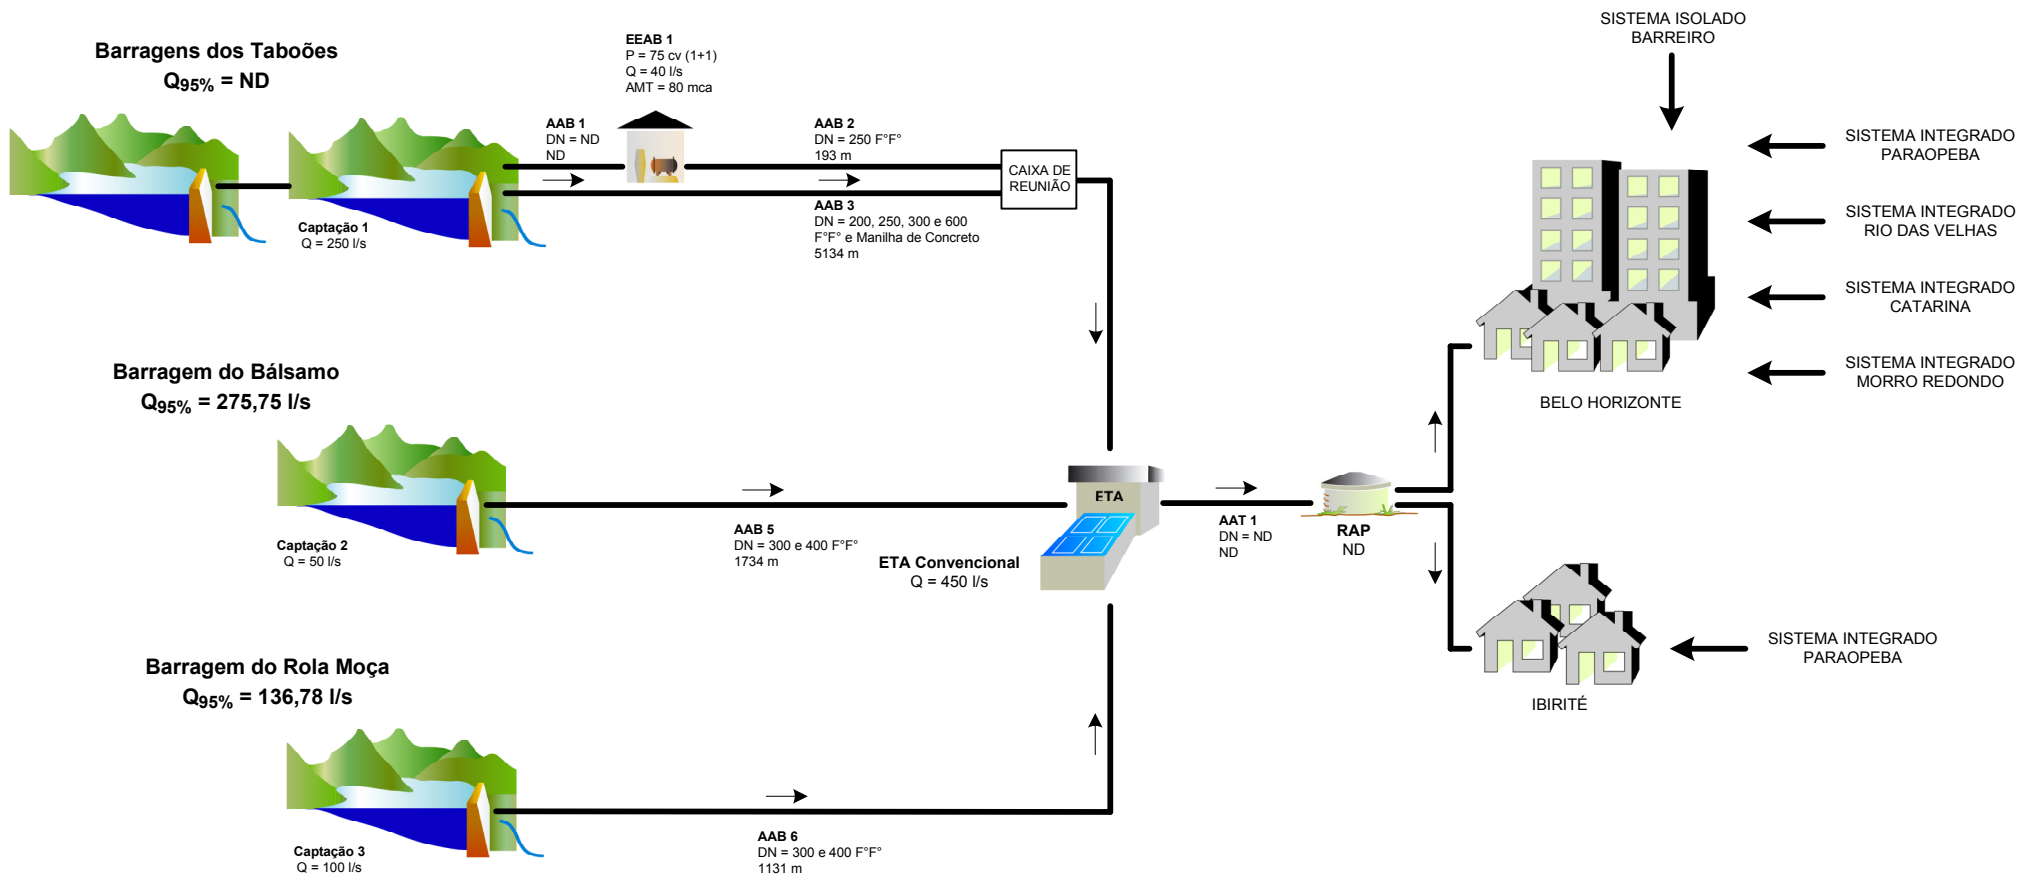 Barragens dos Taboões
Q95% = ND
EEAB 1
P = 75 cv (1+1)
Q = 40 l/s
AMT = 80 mca
AAB 1
DN = ND
ND
AAB 2
DN = 250 F°F°
193 m
CAIXA DE
REUNIÃO
Captação 1
Q = 250 l/s
AAB 3
DN = 200, 250, 300 e 600
F°F° e Manilha de Concreto
5134 m
SISTEMA ISOLADO
BARREIRO
SISTEMA INTEGRADO
PARAOPEBA
SISTEMA INTEGRADO
RIO DAS VELHAS
SISTEMA INTEGRADO
CATARINA
SISTEMA INTEGRADO
MORRO REDONDO
BELO HORIZONTE
Barragem do Bálsamo
Q95% = 275,75 l/s
Captação 2
Q = 50 l/s
AAB 5
DN = 300 e 400 F°F°
1734 m
ETA
ETA Convencional
Q = 450 l/s
AAT 1
DN = ND
ND
RAP
ND
SISTEMA INTEGRADO
PARAOPEBA
IBIRITÉ
Barragem do Rola Moça
Q95% = 136,78 l/s
Captação 3
Q = 100 l/s
AAB 6
DN = 300 e 400 F°F°
1131 m